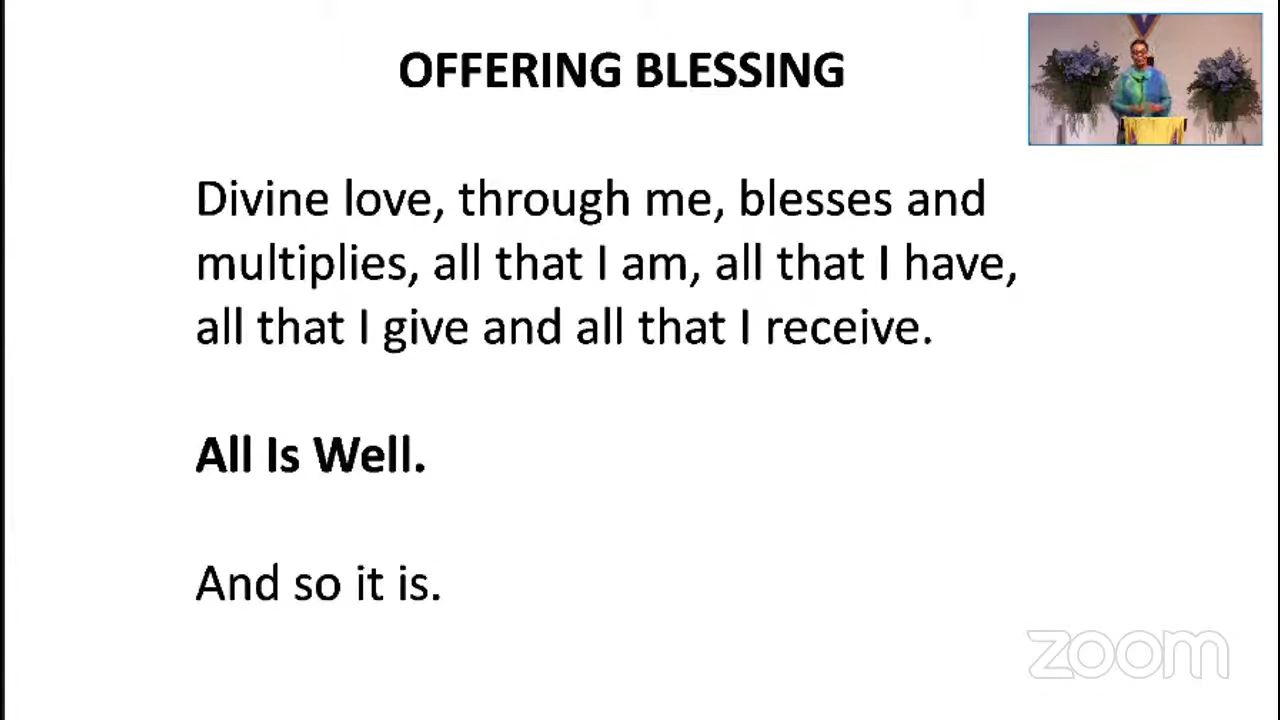 OFFERING BLESSING
Divine love, through me, blesses and
multiplies, all that I am, all that I have,
all that I give and all that I receive.
All Is Well.
And so it is.
zoom